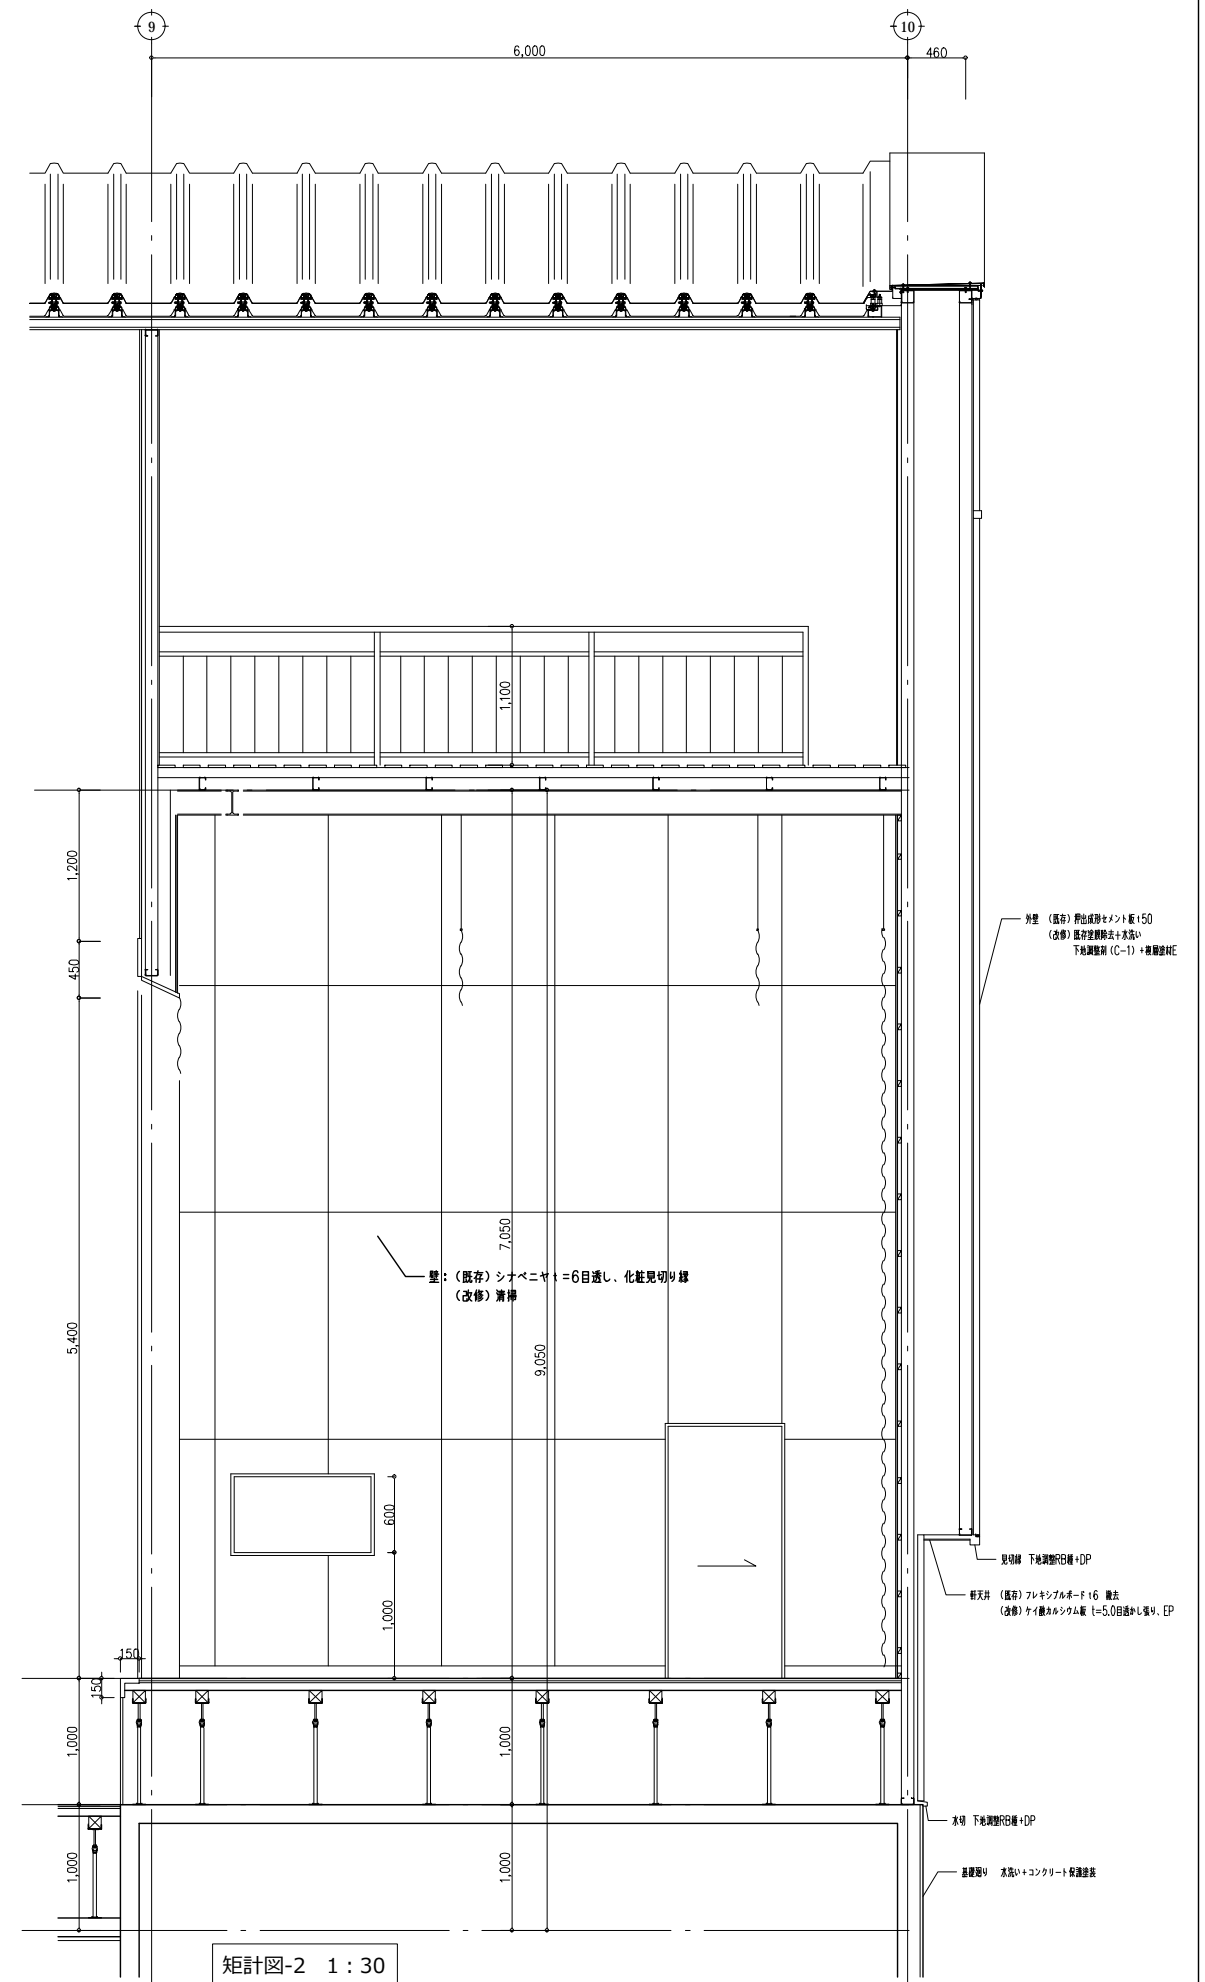 9
10
6,000
460
1,100
1,200
450
外壁 (既存) 押出成形セメント板 t50
(改修) 既存塗膜除去+水洗い
下地調整剤 (C-1) +複層塗材E
7,050
壁: (既存) シナベニヤt=6目透し、化粧見切り縁
(改修) 清掃
5,400
9,050
600
1,000
見切縁 下地調整RB種+DP
軒天井 (既存) フレキシブルボード t6 撤去
(改修) ケイ酸カルシウム板 t=5.0目透かし張り、EP
150
150
1,000
1,000
水切 下地調整RB種+DP
1,000
1,000
基礎廻り 水洗い+コンクリート保護塗装
矩計図-2 1:30